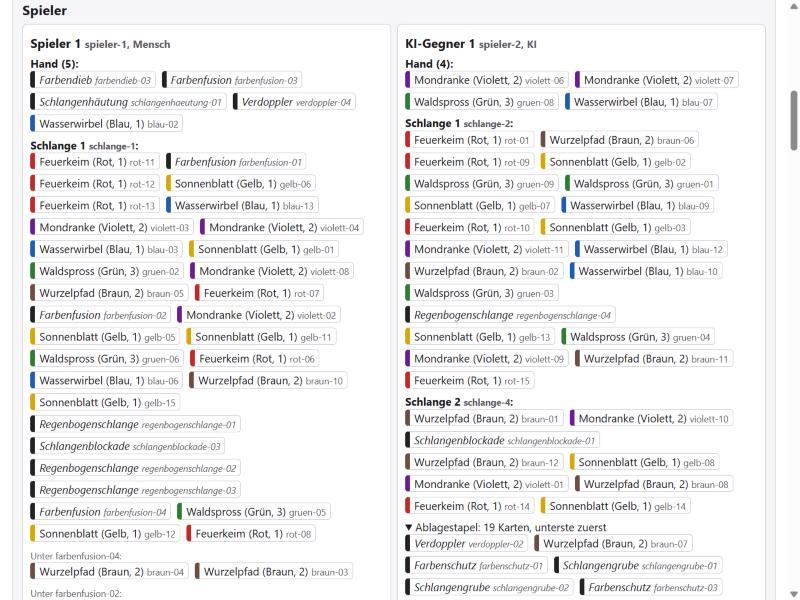 Spieler
Spieler 1 spieler-1, Mensch
Hand (5):
Farbendieb farbendieb-03 Farbenfusion farbenfusion-03
Schlangenhäutung schlangenhaeutung-01 Verdoppler verdoppler-04
Wasserwirbel (Blau, 1) blau-02
Schlange 1 schlange-1:
Feuerkeim (Rot, 1) rot-11 Farbenfusion farbenfusion-01
Feuerkeim (Rot, 1) rot-12 Sonnenblatt (Gelb, 1) gelb-06
Feuerkeim (Rot, 1) rot-13 Wasserwirbel (Blau, 1) blau-13
Mondranke (Violett, 2) violett-03 Mondranke (Violett, 2) violett-04
Wasserwirbel (Blau, 1) blau-03 Sonnenblatt (Gelb, 1) gelb-01
Waldspross (Grün, 3) gruen-02 Mondranke (Violett, 2) violett-08
Wurzelpfad (Braun, 2) braun-05 Feuerkeim (Rot, 1) rot-07
Farbenfusion farbenfusion-02 Mondranke (Violett, 2) violett-02
Sonnenblatt (Gelb, 1) gelb-05 Sonnenblatt (Gelb, 1) gelb-11
Waldspross (Grün, 3) gruen-06 Feuerkeim (Rot, 1) rot-06
Wasserwirbel (Blau, 1) blau-06 Wurzelpfad (Braun, 2) braun-10
Sonnenblatt (Gelb, 1) gelb-15
Regenbogenschlange regenbogenschlange-01
Schlangenblockade schlangenblockade-03
Regenbogenschlange regenbogenschlange-02
Regenbogenschlange regenbogenschlange-03
Farbenfusion farbenfusion-04 Waldspross (Grün, 3) gruen-05
Sonnenblatt (Gelb, 1) gelb-12 Feuerkeim (Rot, 1) rot-08
Unter farbenfusion-04:
Wurzelpfad (Braun, 2) braun-04 Wurzelpfad (Braun, 2) braun-03
Unter farbenfusion-02:
KI-Gegner 1 spieler-2, KI
Hand (4):
Mondranke (Violett, 2) violett-06 Mondranke (Violett, 2) violett-07
Waldspross (Grün, 3) gruen-08 Wasserwirbel (Blau, 1) blau-07
Schlange 1 schlange-2:
Feuerkeim (Rot, 1) rot-01 Wurzelpfad (Braun, 2) braun-06
Feuerkeim (Rot, 1) rot-09 Sonnenblatt (Gelb, 1) gelb-02
Waldspross (Grün, 3) gruen-09 Waldspross (Grün, 3) gruen-01
Sonnenblatt (Gelb, 1) gelb-07 Wasserwirbel (Blau, 1) blau-09
Feuerkeim (Rot, 1) rot-10 Sonnenblatt (Gelb, 1) gelb-03
Mondranke (Violett, 2) violett-11 Wasserwirbel (Blau, 1) blau-12
Wurzelpfad (Braun, 2) braun-02 Wasserwirbel (Blau, 1) blau-10
Waldspross (Grün, 3) gruen-03
Regenbogenschlange regenbogenschlange-04
Sonnenblatt (Gelb, 1) gelb-13 Waldspross (Grün, 3) gruen-04
Mondranke (Violett, 2) violett-09 Wurzelpfad (Braun, 2) braun-11
Feuerkeim (Rot, 1) rot-15
Schlange 2 schlange-4:
Wurzelpfad (Braun, 2) braun-01 Mondranke (Violett, 2) violett-10
Schlangenblockade schlangenblockade-01
Wurzelpfad (Braun, 2) braun-12 Sonnenblatt (Gelb, 1) gelb-08
Mondranke (Violett, 2) violett-01 Wurzelpfad (Braun, 2) braun-08
Feuerkeim (Rot, 1) rot-14 Sonnenblatt (Gelb, 1) gelb-14
▼ Ablagestapel: 19 Karten, unterste zuerst
Verdoppler verdoppler-02 Wurzelpfad (Braun, 2) braun-07
Farbenschutz farbenschutz-01 Schlangengrube schlangengrube-01
Schlangengrube schlangengrube-02 Farbenschutz farbenschutz-03